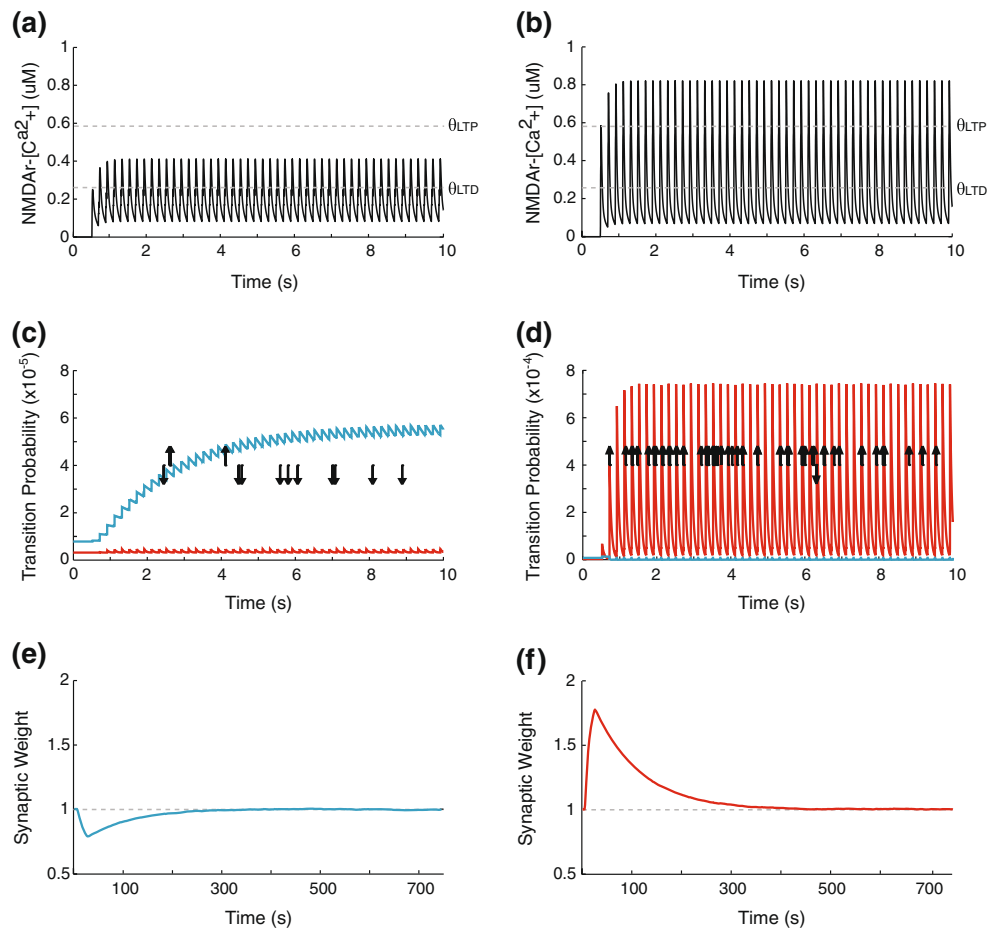 (a)
NMDAr-[Ca2+] (uM)
1
0.8
0.6
0.4
0.2
0
θLTP
θLTD
0 2 4 6 8 10
Time (s)
(b)
NMDAr-[Ca2+] (uM)
1
0.8
0.6
0.4
0.2
0
θLTP
θLTD
0 2 4 6 8 10
Time (s)
(c)
Transition Probability (x10-5)
8
6
4
2
0
0 2 4 6 8 10
Time (s)
(d)
Transition Probability (x10-4)
8
6
4
2
0
0 2 4 6 8 10
Time (s)
(e)
Synaptic Weight
2
1.5
1
0.5
100 300 500 700
Time (s)
(f)
Synaptic Weight
2
1.5
1
0.5
100 300 500 700
Time (s)